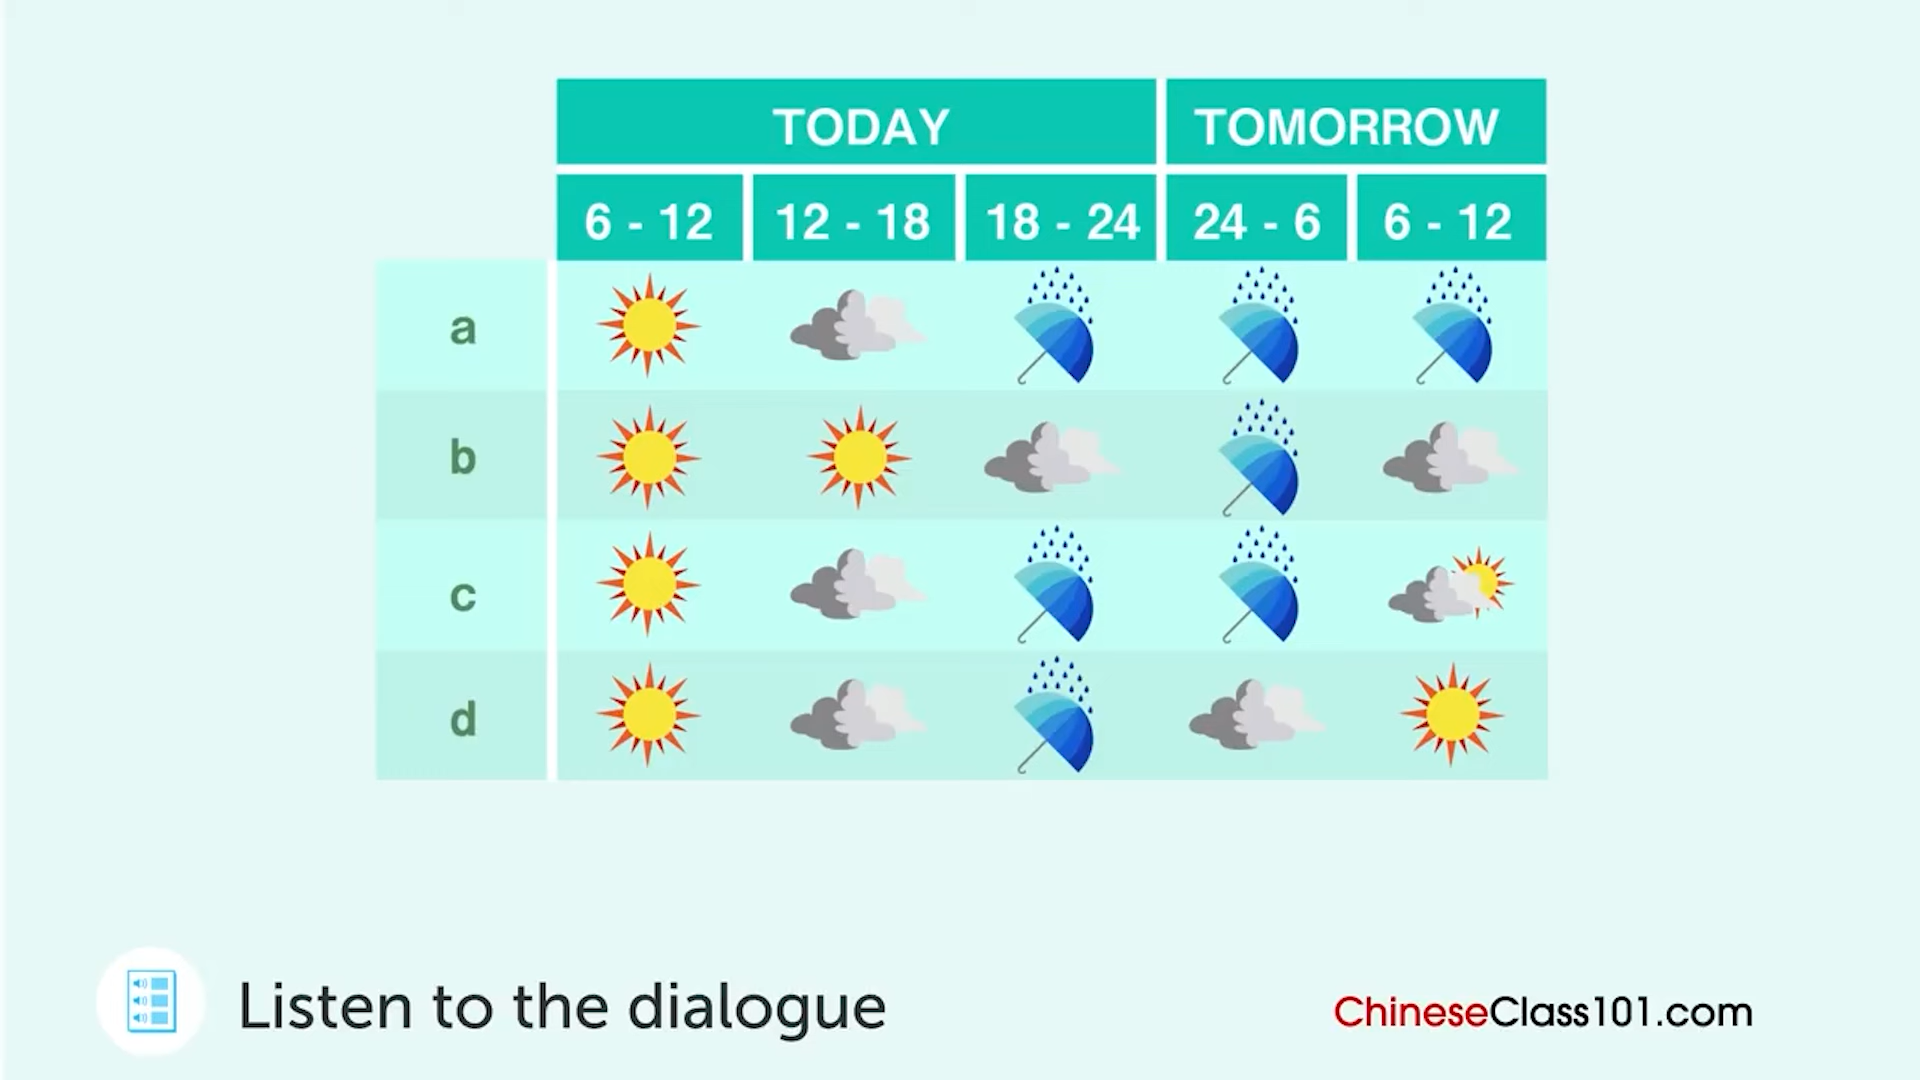 TODAY TOMORROW
6 - 12 12 - 18 18 - 24 24 - 6 6 - 12
a
b
c
d
Listen to the dialogue
ChineseClass101.com